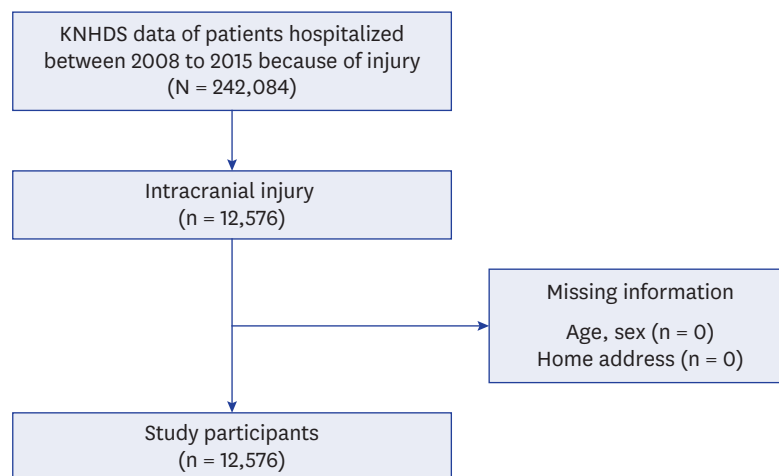 KNHDS data of patients hospitalized
between 2008 to 2015 because of injury
(N = 242,084)
Intracranial injury
(n = 12,576)
Missing information
Age, sex (n = 0)
Home address (n = 0)
Study participants
(n = 12,576)